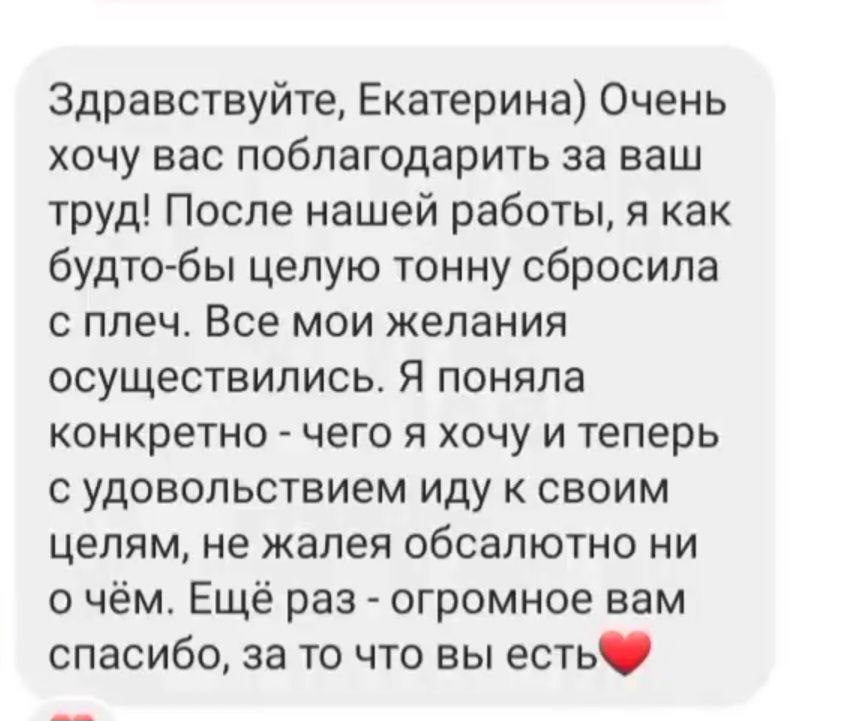 Здравствуйте, Екатерина) Очень
хочу вас поблагодарить за ваш
труд! После нашей работы, я как
будто-бы целую тонну сбросила
с плеч. Все мои желания
осуществились. Я поняла
конкретно - чего я хочу и теперь
с удовольствием иду к своим
целям, не жалея обсалютно ни
о чём. Ещё раз - огромное вам
спасибо, за то что вы есть❤️